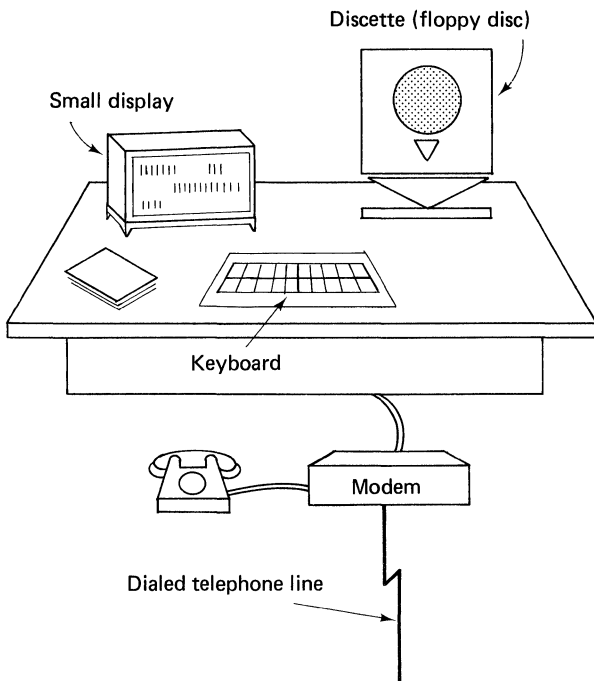 Discette (floppy disc)
Small display
Keyboard
Modem
Dialed telephone line